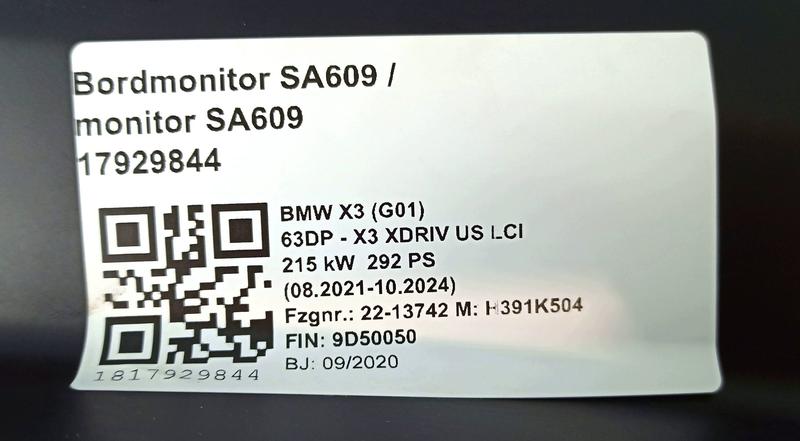 Bordmonitor SA609 /
monitor SA609
17929844
BMW X3 (G01)
63DP - X3 XDRIV US LCI
215 kW 292 PS
(08.2021-10.2024)
Fzgnr.: 22-13742 M: H391K504
FIN: 9D50050
BJ: 09/2020
1817929844